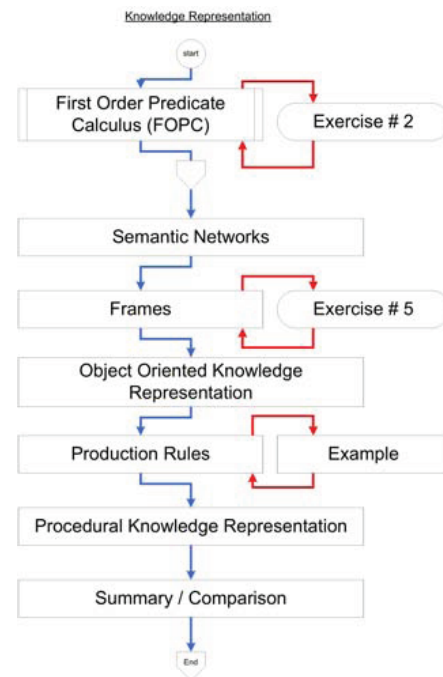 Knowledge Representation
start
First Order Predicate
Calculus (FOPC)
Exercise # 2
Semantic Networks
Frames
Exercise # 5
Object Oriented Knowledge
Representation
Production Rules
Example
Procedural Knowledge Representation
Summary / Comparison
End